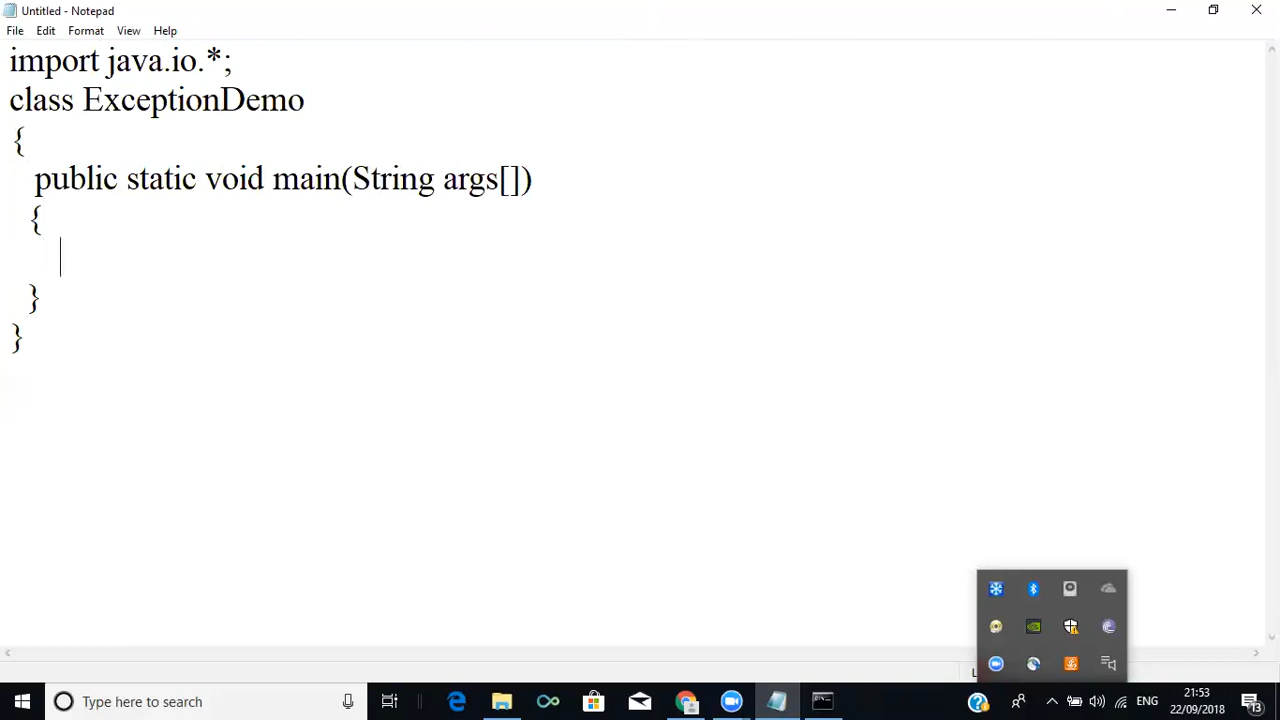 Untitled - Notepad
File Edit Format View Help
import java.io.*;
class ExceptionDemo
{
public static void main(String args[])
{
}
}
Type here to search
ENG
21:53
22/09/2018
13